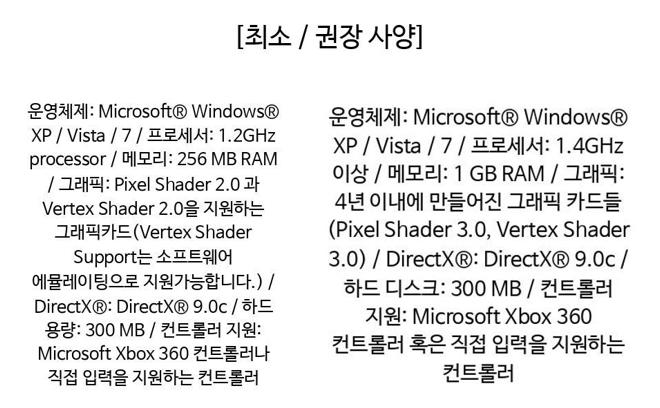 [최소 / 권장 사양]
운영체제: Microsoft® Windows®
XP / Vista / 7 / 프로세서: 1.2GHz
processor / 메모리: 256 MB RAM
/ 그래픽: Pixel Shader 2.0 과
Vertex Shader 2.0을 지원하는
그래픽카드(Vertex Shader
Support는 소프트웨어
에뮬레이팅으로 지원가능합니다.) /
DirectX®: DirectX® 9.0c / 하드
용량: 300 MB / 컨트롤러 지원:
Microsoft Xbox 360 컨트롤러나
직접 입력을 지원하는 컨트롤러
운영체제: Microsoft® Windows®
XP / Vista / 7 / 프로세서: 1.4GHz
이상 / 메모리: 1 GB RAM / 그래픽:
4년 이내에 만들어진 그래픽 카드들
(Pixel Shader 3.0, Vertex Shader
3.0) / DirectX®: DirectX® 9.0c /
하드 디스크: 300 MB / 컨트롤러
지원: Microsoft Xbox 360
컨트롤러 혹은 직접 입력을 지원하는
컨트롤러